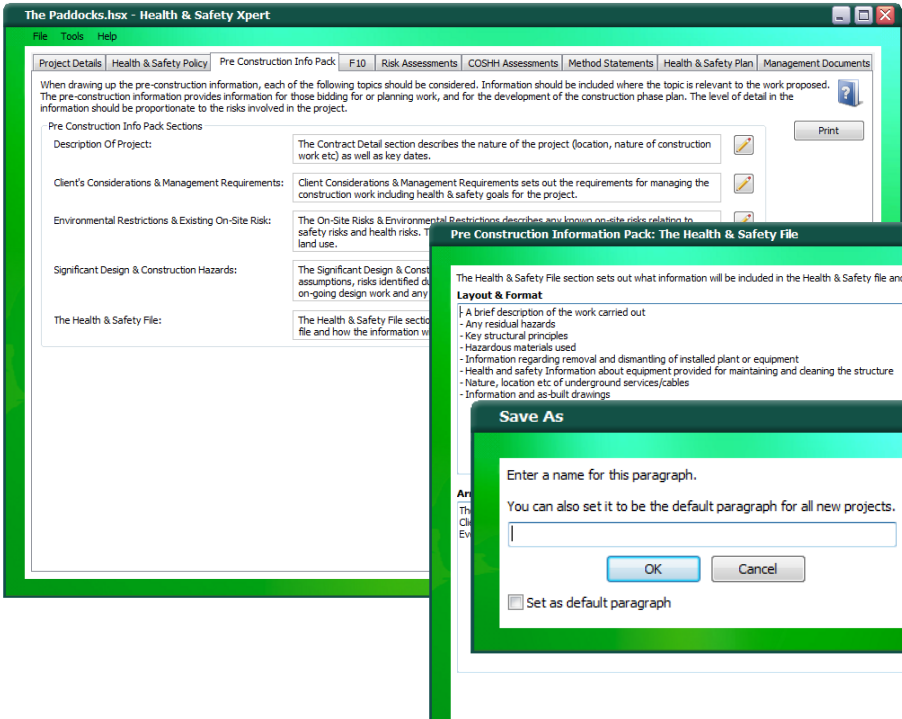 The Paddocks.hsx - Health & Safety Xpert
File Tools Help
Project Details Health & Safety Policy Pre Construction Info Pack F10 Risk Assessments COSHH Assessments Method Statements Health & Safety Plan Management Documents
When drawing up the pre-construction information, each of the following topics should be considered. Information should be included where the topic is relevant to the work proposed.
The pre-construction information provides information for those bidding for or planning work, and for the development of the construction phase plan. The level of detail in the
information should be proportionate to the risks involved in the project.
Print
Pre Construction Info Pack Sections
Description Of Project:
The Contract Detail section describes the nature of the project (location, nature of construction
work etc) as well as key dates.
Client's Considerations & Management Requirements:
Client Considerations & Management Requirements sets out the requirements for managing the
construction work including health & safety goals for the project.
Environmental Restrictions & Existing On-Site Risk:
The On-Site Risks & Environmental Restrictions describes any known on-site risks relating to
safety risks and health risks. T
land use.
Significant Design & Construction Hazards:
The Significant Design & Const
assumptions, risks identified du
on-going design work and any
The Health & Safety File:
The Health & Safety File sectio
file and how the information w
Pre Construction Information Pack: The Health & Safety File
The Health & Safety File section sets out what information will be included in the Health & Safety file and
Layout & Format
- A brief description of the work carried out
- Any residual hazards
- Key structural principles
- Hazardous materials used
- Information regarding removal and dismantling of installed plant or equipment
- Health and safety Information about equipment provided for maintaining and cleaning the structure
- Nature, location etc of underground services/cables
- Information and as-built drawings
Save As
Enter a name for this paragraph.
You can also set it to be the default paragraph for all new projects.
OK Cancel
Set as default paragraph